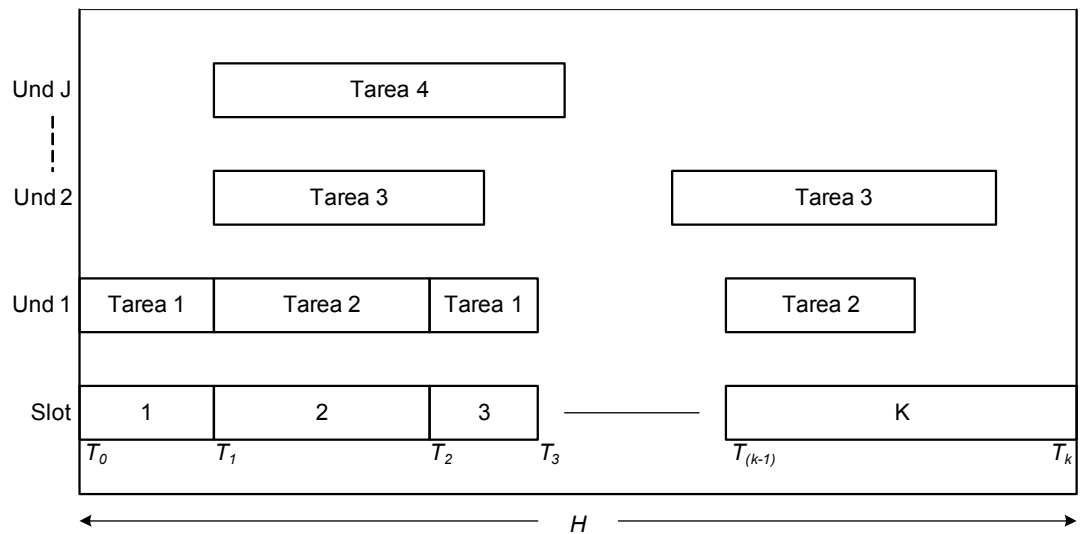 Und J
Tarea 4
Und 2
Tarea 3
Tarea 3
Und 1
Tarea 1
Tarea 2
Tarea 1
Tarea 2
Slot
1
2
3
K
T0
T1
T2
T3
T(k-1)
Tk
H